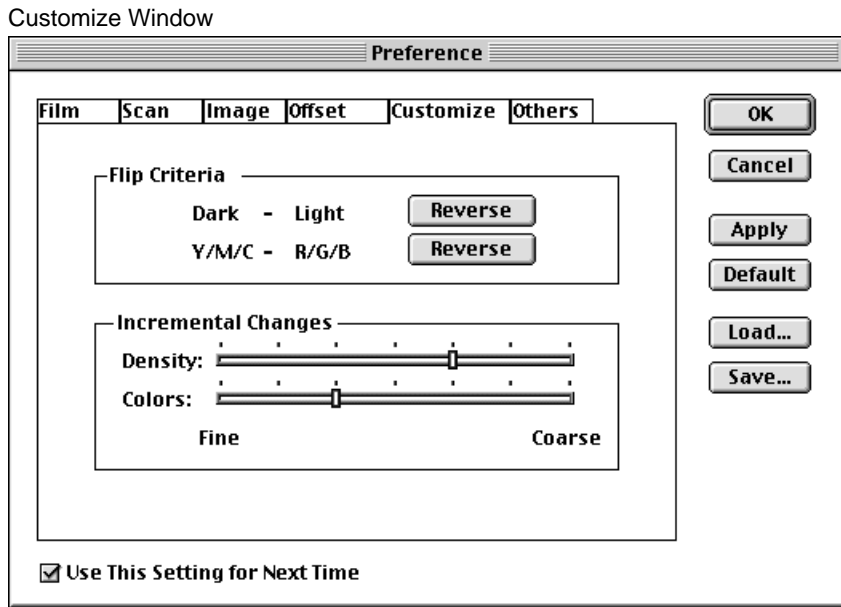 Customize Window
Preference
Film Scan Image Offset Customize Others
Flip Criteria
Dark - Light Reverse
Y/M/C - R/G/B Reverse
Incremental Changes
Density:
Colors:
Fine Coarse
Use This Setting for Next Time
OK
Cancel
Apply
Default
Load...
Save...